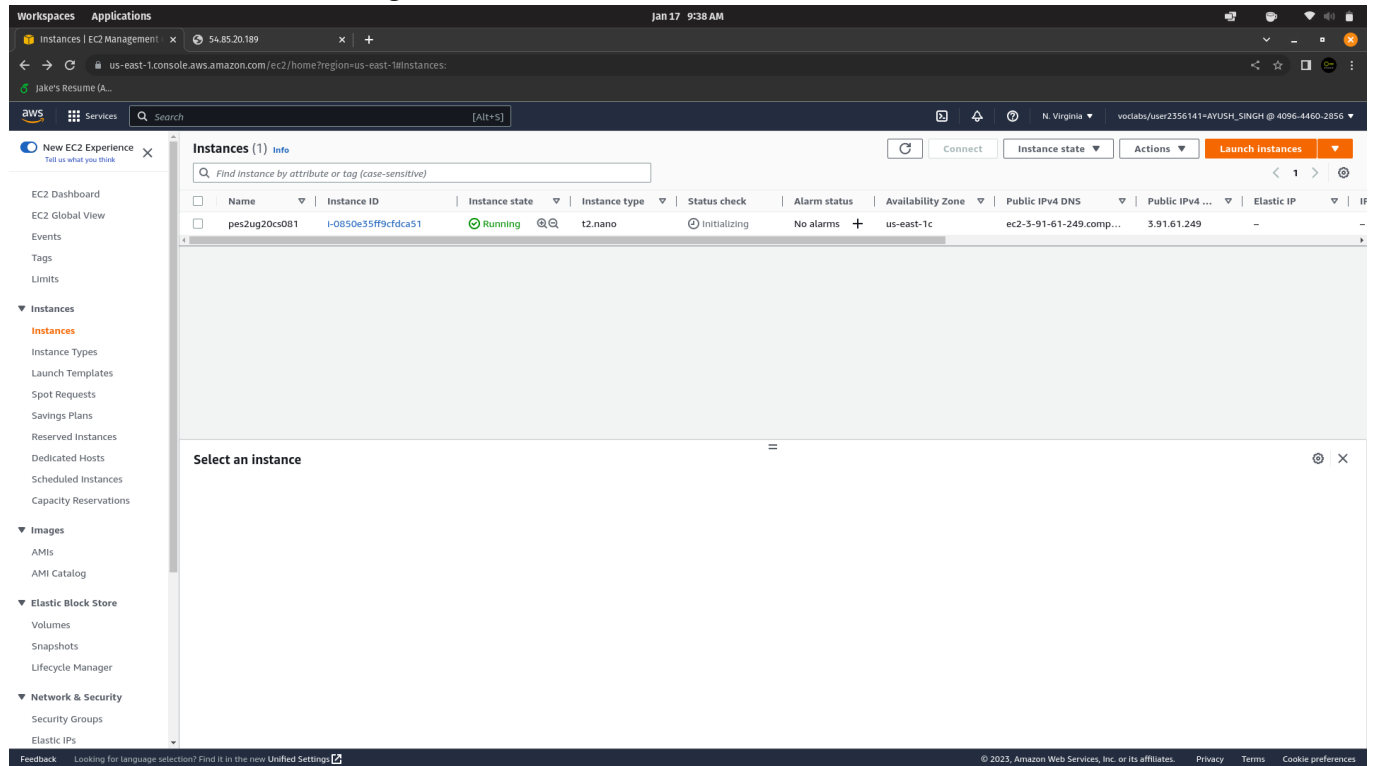 Workspaces Applications Jan 17 9:38 AM
Instances | EC2 Management 54.85.20.189
us-east-1.console.aws.amazon.com/ec2/home?region=us-east-1#Instances:
Jake's Resume (A...
aws Services Search [Alt+S] N. Virginia voclabs/user2356141=AYUSH_SINGH @ 4096-4460-2856
New EC2 Experience
Tell us what you think
EC2 Dashboard
EC2 Global View
Events
Tags
Limits
Instances
Instances
Instance Types
Launch Templates
Spot Requests
Savings Plans
Reserved Instances
Dedicated Hosts
Scheduled Instances
Capacity Reservations
Images
AMIs
AMI Catalog
Elastic Block Store
Volumes
Snapshots
Lifecycle Manager
Network & Security
Security Groups
Elastic IPs
Instances (1) Info Connect Instance state Actions Launch instances
Find instance by attribute or tag (case-sensitive) 1
Name Instance ID Instance state Instance type Status check Alarm status Availability Zone Public IPv4 DNS Public IPv4 ... Elastic IP IF
pes2ug20cs081 i-0850e35ff9cfdca51 Running t2.nano Initializing No alarms us-east-1c ec2-3-91-61-249.comp... 3.91.61.249 – –
Select an instance
Feedback Looking for language selection? Find it in the new Unified Settings © 2023, Amazon Web Services, Inc. or its affiliates. Privacy Terms Cookie preferences